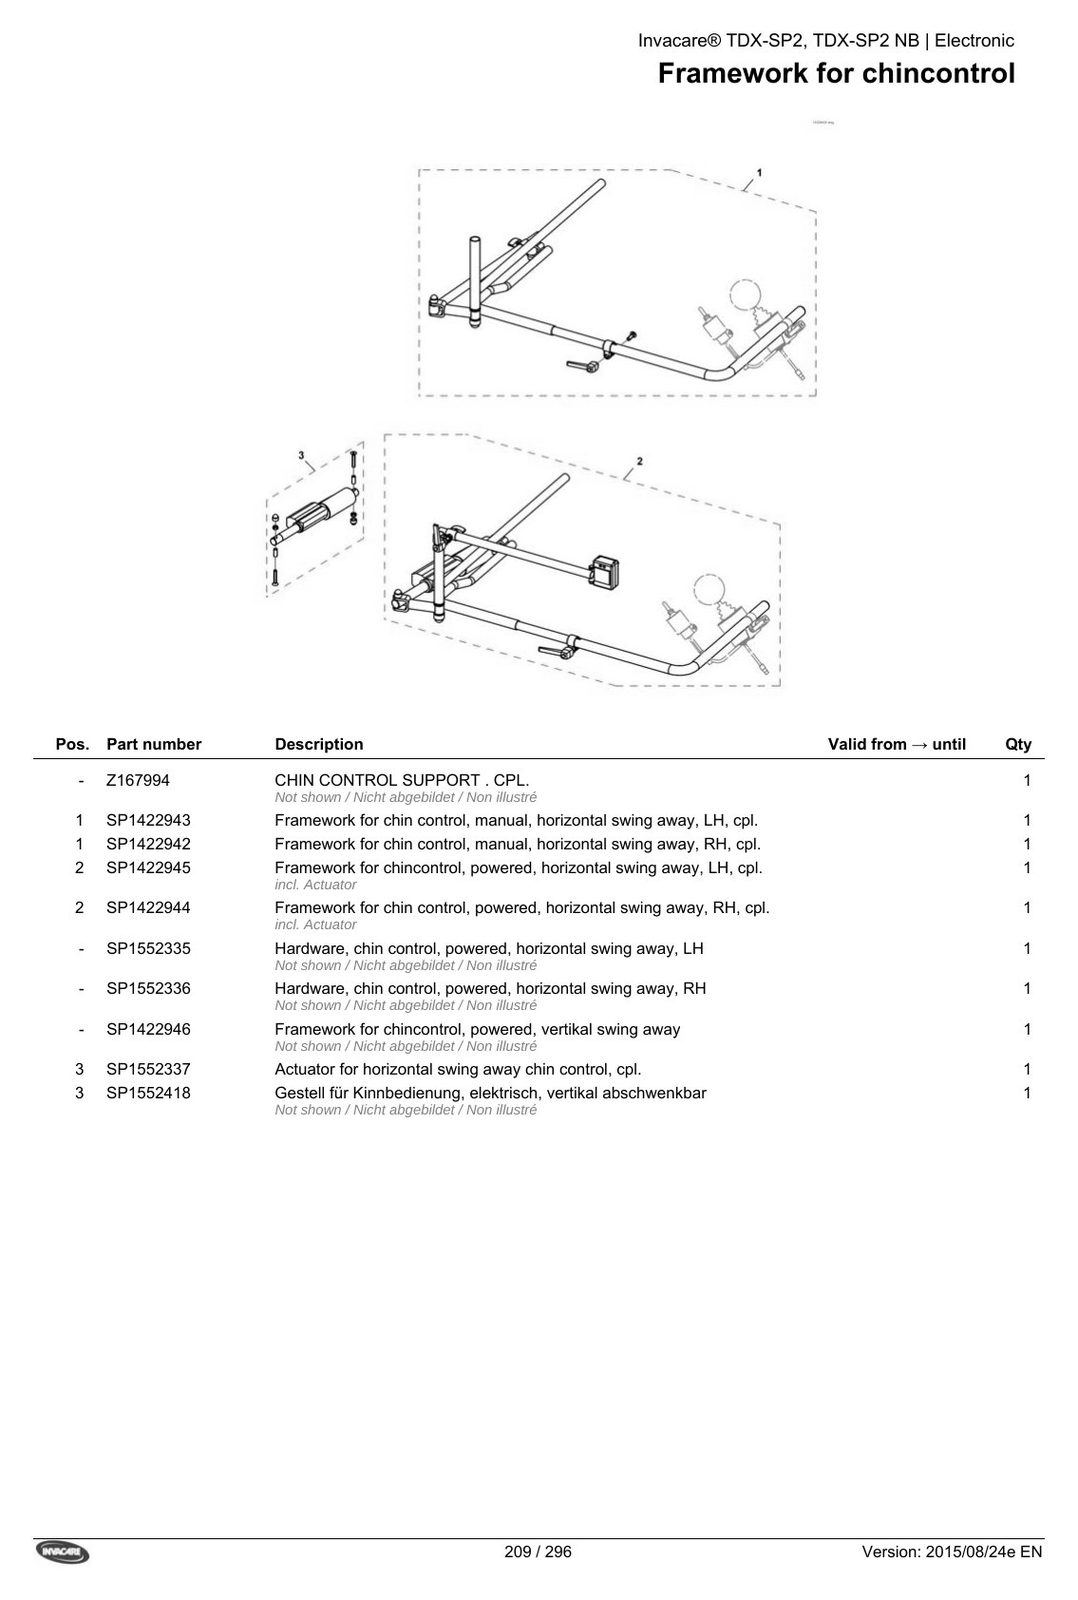 Invacare® TDX-SP2, TDX-SP2 NB | Electronic
Framework for chincontrol
1
3
2
Pos. Part number Description Valid from → until Qty
- Z167994 CHIN CONTROL SUPPORT . CPL. 1
Not shown / Nicht abgebildet / Non illustré
1 SP1422943 Framework for chin control, manual, horizontal swing away, LH, cpl. 1
1 SP1422942 Framework for chin control, manual, horizontal swing away, RH, cpl. 1
2 SP1422945 Framework for chincontrol, powered, horizontal swing away, LH, cpl. 1
incl. Actuator
2 SP1422944 Framework for chin control, powered, horizontal swing away, RH, cpl. 1
incl. Actuator
- SP1552335 Hardware, chin control, powered, horizontal swing away, LH 1
Not shown / Nicht abgebildet / Non illustré
- SP1552336 Hardware, chin control, powered, horizontal swing away, RH 1
Not shown / Nicht abgebildet / Non illustré
- SP1422946 Framework for chincontrol, powered, vertikal swing away 1
Not shown / Nicht abgebildet / Non illustré
3 SP1552337 Actuator for horizontal swing away chin control, cpl. 1
3 SP1552418 Gestell für Kinnbedienung, elektrisch, vertikal abschwenkbar 1
Not shown / Nicht abgebildet / Non illustré
INVACARE 209 / 296 Version: 2015/08/24e EN